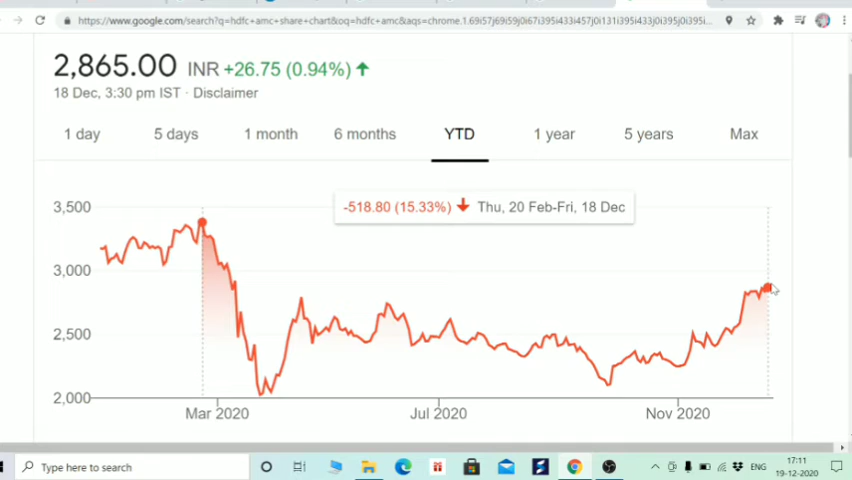 https://www.google.com/search?q=hdfc+amc+share+chart&oq=hdfc+amc&aqs=chrome.1.69i57j69i59j0i67i395i433i457j0i131i395i433j0i395j0...
2,865.00 INR +26.75 (0.94%)
18 Dec, 3:30 pm IST · Disclaimer
1 day 5 days 1 month 6 months YTD 1 year 5 years Max
-518.80 (15.33%) Thu, 20 Feb-Fri, 18 Dec
3,500
3,000
2,500
2,000
Mar 2020 Jul 2020 Nov 2020
Type here to search
ENG
17:11
19-12-2020